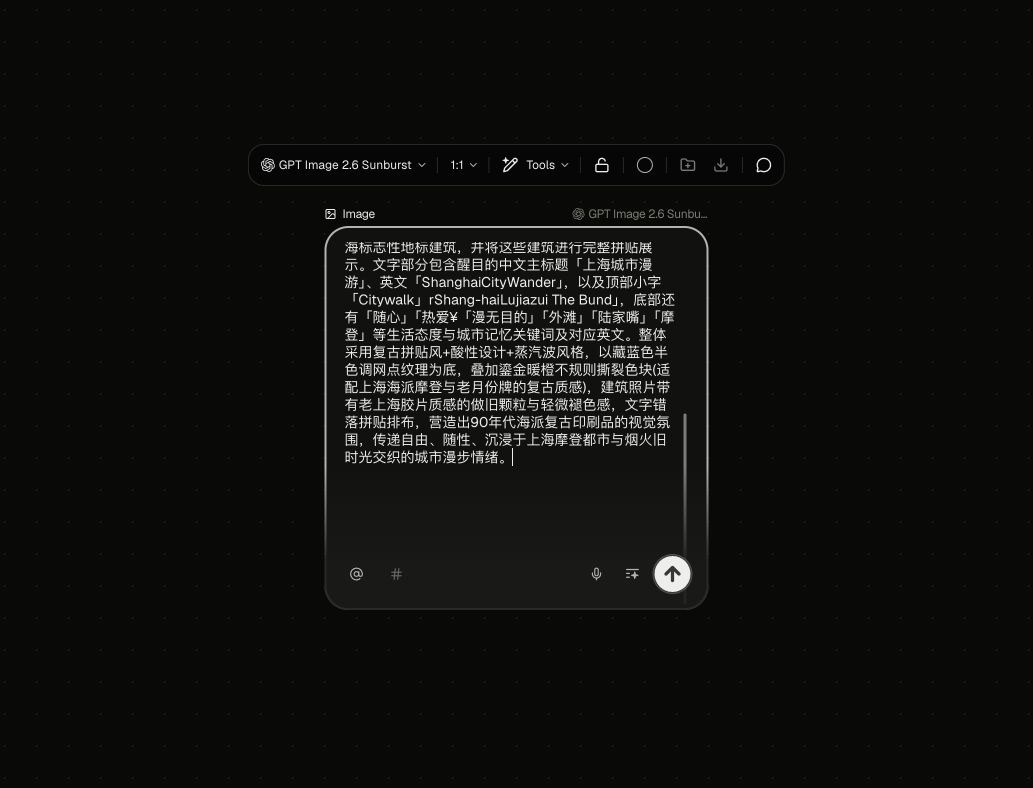 GPT Image 2.6 Sunburst
1:1
Tools
Image
GPT Image 2.6 Sunbu...
海标志性地标建筑，并将这些建筑进行完整拼贴展
示。文字部分包含醒目的中文主标题「上海城市漫
游」、英文「ShanghaiCityWander」，以及顶部小字
「Citywalk」rShang-haiLujiazui The Bund」，底部还
有「随心」「热爱¥「漫无目的」「外滩」「陆家嘴」「摩
登」等生活态度与城市记忆关键词及对应英文。整体
采用复古拼贴风+酸性设计+蒸汽波风格，以藏蓝色半
色调网点纹理为底，叠加鎏金暖橙不规则撕裂色块(适
配上海海派摩登与老月份牌的复古质感)，建筑照片带
有老上海胶片质感的做旧颗粒与轻微褪色感，文字错
落拼贴排布，营造出90年代海派复古印刷品的视觉氛
围，传递自由、随性、沉浸于上海摩登都市与烟火旧
时光交织的城市漫步情绪。